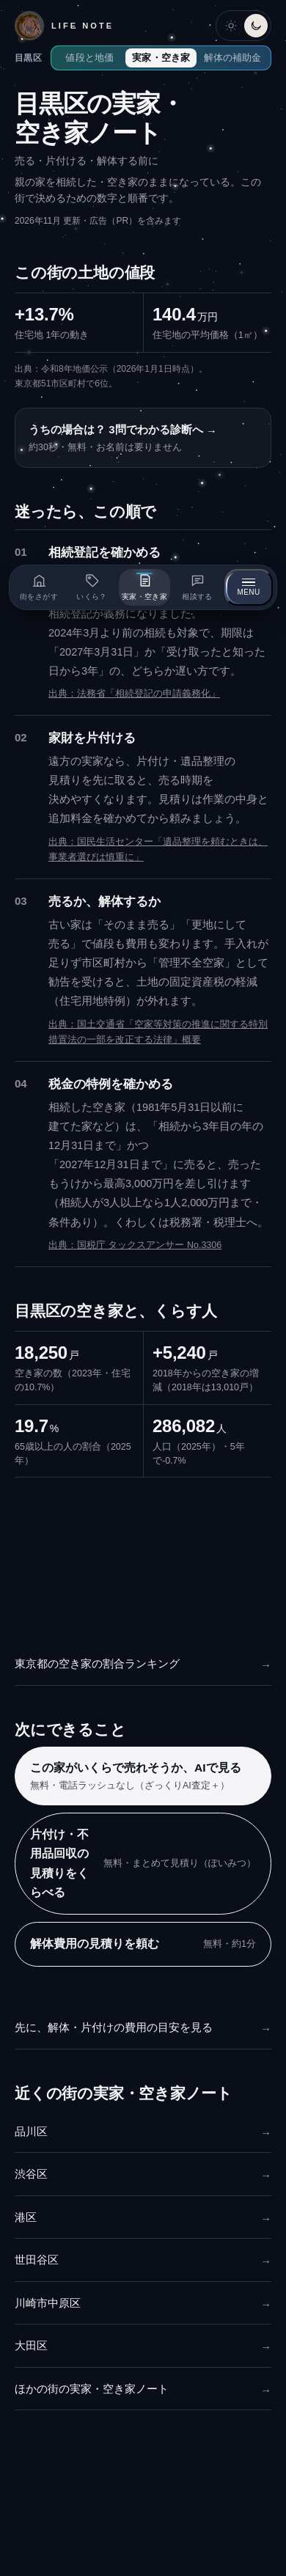 LIFE NOTE
目黒区
値段と地価
実家・空き家
解体の補助金
目黒区の実家・
空き家ノート
売る・片付ける・解体する前に
親の家を相続した・空き家のままになっている。この
街で決めるための数字と順番です。
2026年11月 更新・広告（PR）を含みます
この街の土地の値段
+13.7%
住宅地 1年の動き
140.4万円
住宅地の平均価格（1㎡）
出典：令和8年地価公示（2026年1月1日時点）。
東京都51市区町村で6位。
うちの場合は？ 3問でわかる診断へ →
約30秒・無料・お名前は要りません
迷ったら、この順で
01
相続登記を確かめる
街をさがす
いくら？
実家・空き家
相談する
MENU
相続登記が義務になりました。
2024年3月より前の相続も対象で、期限は
「2027年3月31日」か「受け取ったと知った
日から3年」の、どちらか遅い方です。
出典：法務省「相続登記の申請義務化」
02
家財を片付ける
遠方の実家なら、片付け・遺品整理の
見積りを先に取ると、売る時期を
決めやすくなります。見積りは作業の中身と
追加料金を確かめてから頼みましょう。
出典：国民生活センター「遺品整理を頼むときは、
事業者選びは慎重に」
03
売るか、解体するか
古い家は「そのまま売る」「更地にして
売る」で値段も費用も変わります。手入れが
足りず市区町村から「管理不全空家」として
勧告を受けると、土地の固定資産税の軽減
（住宅用地特例）が外れます。
出典：国土交通省「空家等対策の推進に関する特別
措置法の一部を改正する法律」概要
04
税金の特例を確かめる
相続した空き家（1981年5月31日以前に
建てた家など）は、「相続から3年目の年の
12月31日まで」かつ
「2027年12月31日まで」に売ると、売った
もうけから最高3,000万円を差し引けます
（相続人が3人以上なら1人2,000万円まで・
条件あり）。くわしくは税務署・税理士へ。
出典：国税庁 タックスアンサー No.3306
目黒区の空き家と、くらす人
18,250戸
空き家の数（2023年・住宅
の10.7%）
+5,240戸
2018年からの空き家の増
減（2018年は13,010戸）
19.7%
65歳以上の人の割合（2025
年）
286,082人
人口（2025年）・5年
で-0.7%
東京都の空き家の割合ランキング →
次にできること
この家がいくらで売れそうか、AIで見る
無料・電話ラッシュなし（ざっくりAI査定＋）
片付け・不
用品回収の
見積りをく
らべる
無料・まとめて見積り（ぽいみつ）
解体費用の見積りを頼む
無料・約1分
先に、解体・片付けの費用の目安を見る →
近くの街の実家・空き家ノート
品川区 →
渋谷区 →
港区 →
世田谷区 →
川崎市中原区 →
大田区 →
ほかの街の実家・空き家ノート →